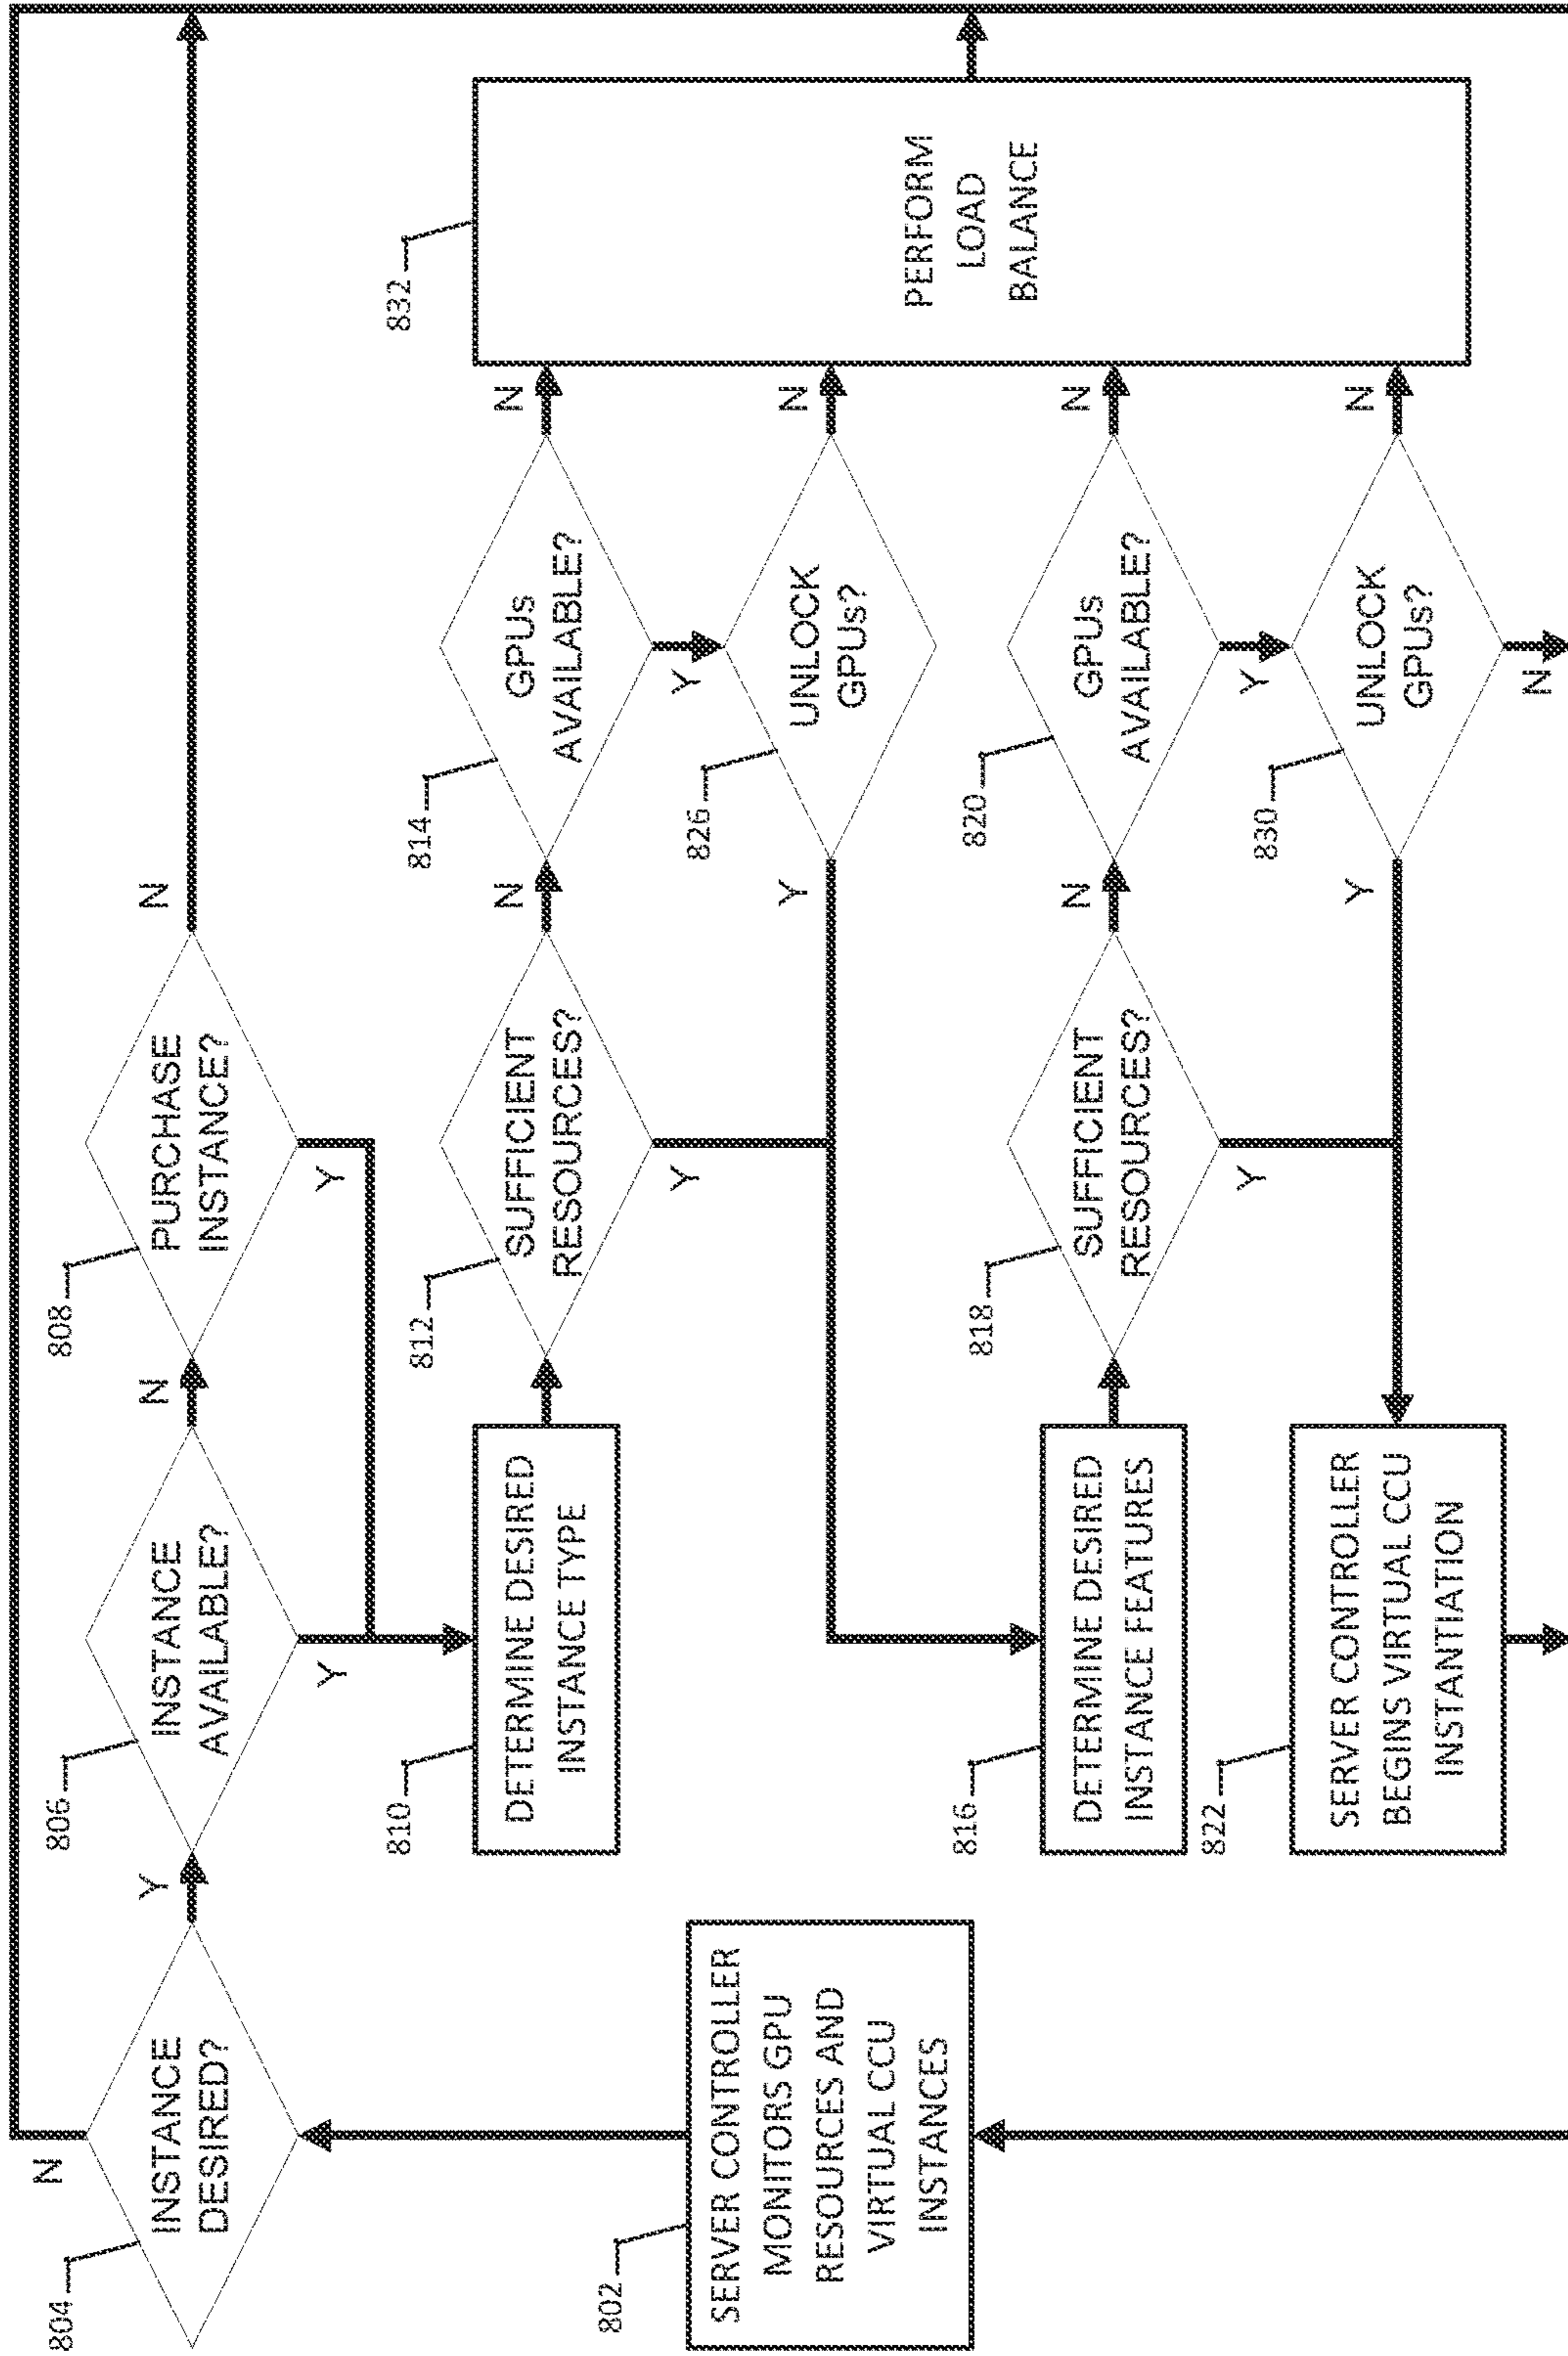 804
INSTANCE
DESIRED?
N
Y
806
INSTANCE
AVAILABLE?
N
Y
808
PURCHASE
INSTANCE?
N
Y
802
SERVER CONTROLLER
MONITORS GPU
RESOURCES AND
VIRTUAL CCU
INSTANCES
810
DETERMINE DESIRED
INSTANCE TYPE
812
SUFFICIENT
RESOURCES?
N
Y
814
GPUs
AVAILABLE?
N
Y
826
UNLOCK
GPUs?
N
Y
832
PERFORM
LOAD
BALANCE
816
DETERMINE DESIRED
INSTANCE FEATURES
818
SUFFICIENT
RESOURCES?
N
Y
820
GPUs
AVAILABLE?
N
Y
822
SERVER CONTROLLER
BEGINS VIRTUAL CCU
INSTANTIATION
830
UNLOCK
GPUs?
N
Y
N